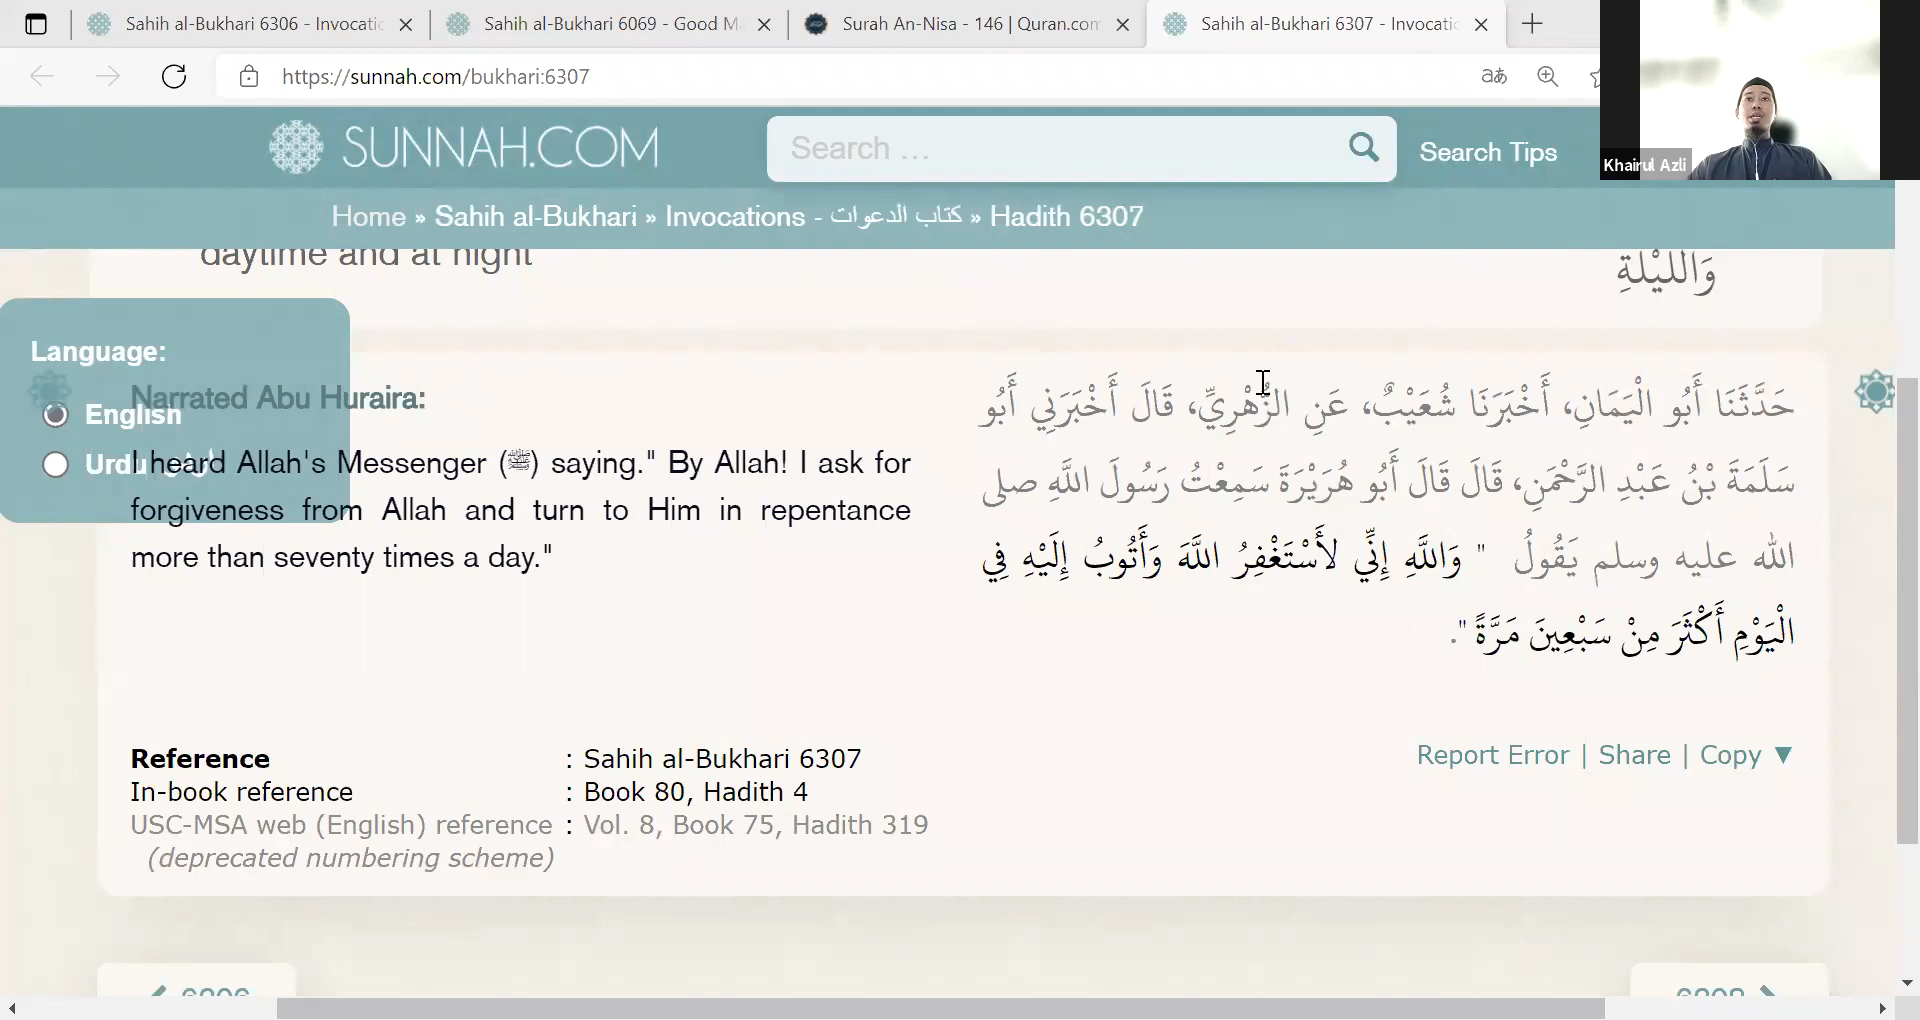 Sahih al-Bukhari 6306 - Invocatic
Sahih al-Bukhari 6069 - Good Ma
Surah An-Nisa - 146 | Quran.com
Sahih al-Bukhari 6307 - Invocatic
https://sunnah.com/bukhari:6307
SUNNAH.COM
Search ...
Search Tips
Khairul Azli
Home » Sahih al-Bukhari » Invocations - كتاب الدعوات » Hadith 6307
daytime and at night
وَاللَّيْلَةِ
Language:
English
Urdu اردو
Narrated Abu Huraira:
I heard Allah's Messenger (ﷺ) saying." By Allah! I ask for
forgiveness from Allah and turn to Him in repentance
more than seventy times a day."
حَدَّثَنَا أَبُو الْيَمَانِ، أَخْبَرَنَا شُعَيْبٌ، عَنِ الزُّهْرِيِّ، قَالَ أَخْبَرَنِي أَبُو
سَلَمَةَ بْنُ عَبْدِ الرَّحْمَنِ، قَالَ قَالَ أَبُو هُرَيْرَةَ سَمِعْتُ رَسُولَ اللَّهِ صلى
الله عليه وسلم يَقُولُ " وَاللَّهِ إِنِّي لأَسْتَغْفِرُ اللَّهَ وَأَتُوبُ إِلَيْهِ فِي
الْيَوْمِ أَكْثَرَ مِنْ سَبْعِينَ مَرَّةً ".
Reference : Sahih al-Bukhari 6307
In-book reference : Book 80, Hadith 4
USC-MSA web (English) reference : Vol. 8, Book 75, Hadith 319
(deprecated numbering scheme)
Report Error | Share | Copy ▼
6306
6308